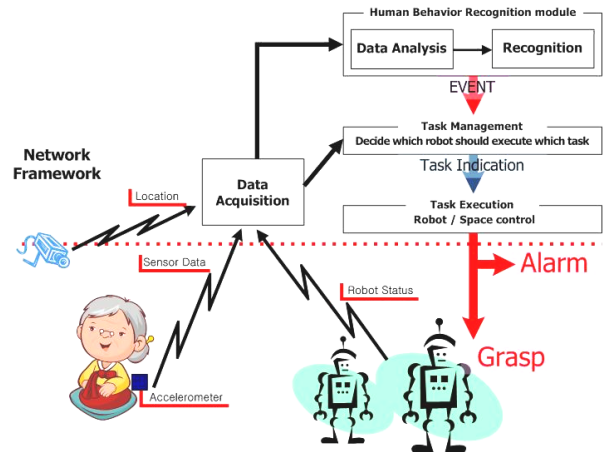 Human Behavior Recognition module
Data Analysis
Recognition
EVENT
Task Management
Decide which robot should execute which task
Task Indication
Task Execution
Robot / Space control
Network
Framework
Data
Acquisition
Location
Sensor Data
Robot Status
Alarm
Grasp
Accelerometer